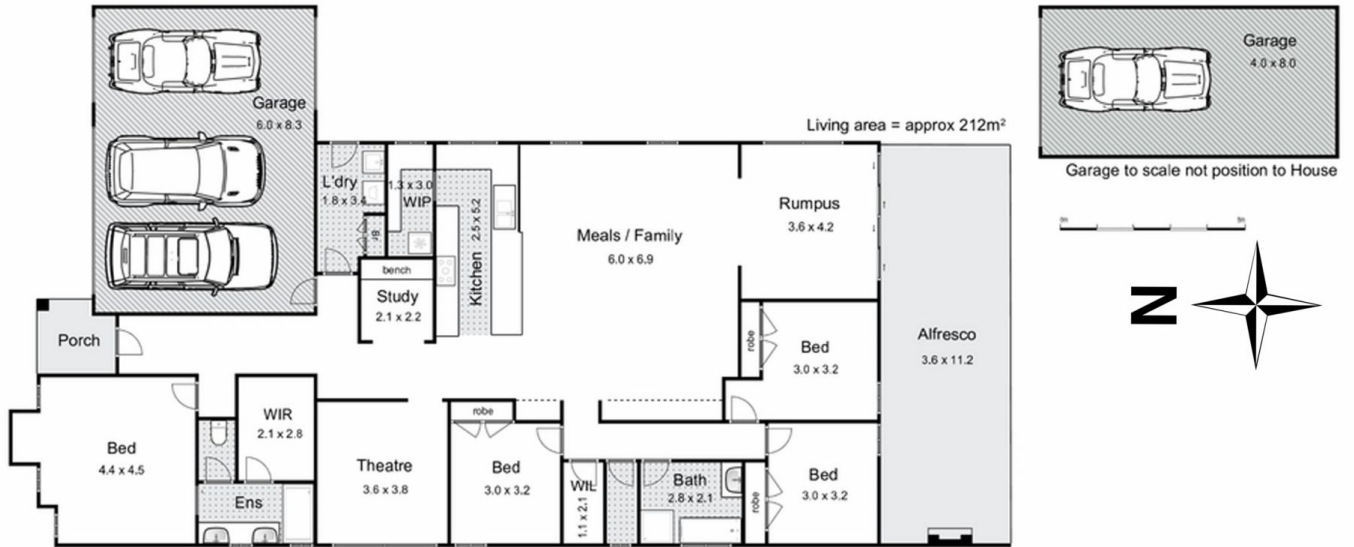 Garage
6.0 x 8.3
Garage
4.0 x 8.0
Garage to scale not position to House
Living area = approx 212m²
L'dry
1.8 x 3.4
Br
1.3 x 3.0
WIP
2.5 x 5.2
Kitchen
Meals / Family
6.0 x 6.9
Rumpus
3.6 x 4.2
bench
Study
2.1 x 2.2
Porch
robe
Bed
3.0 x 3.2
Alfresco
3.6 x 11.2
N
0m
5m
Bed
4.4 x 4.5
WIR
2.1 x 2.8
Ens
Theatre
3.6 x 3.8
robe
Bed
3.0 x 3.2
WIL
1.1 x 2.1
Bath
2.8 x 2.1
robe
Bed
3.0 x 3.2